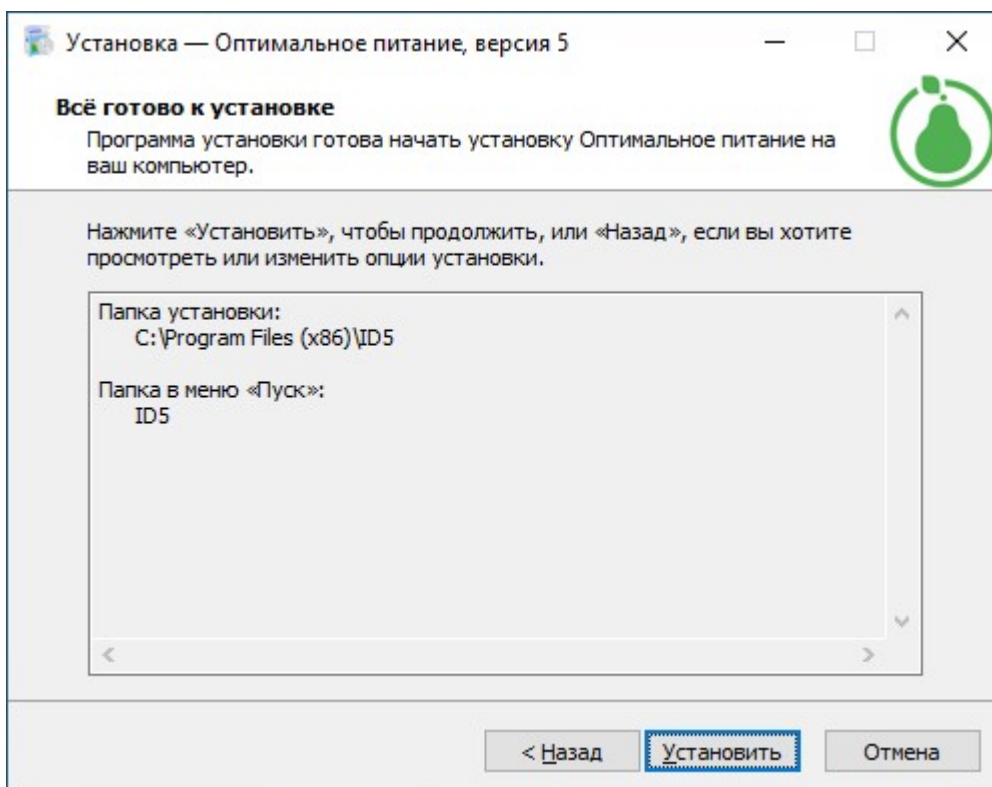 Установка — Оптимальное питание, версия 5
Всё готово к установке
Программа установки готова начать установку Оптимальное питание на
ваш компьютер.
Нажмите «Установить», чтобы продолжить, или «Назад», если вы хотите
просмотреть или изменить опции установки.
Папка установки:
C:\Program Files (x86)\ID5
Папка в меню «Пуск»:
ID5
< Назад Установить Отмена